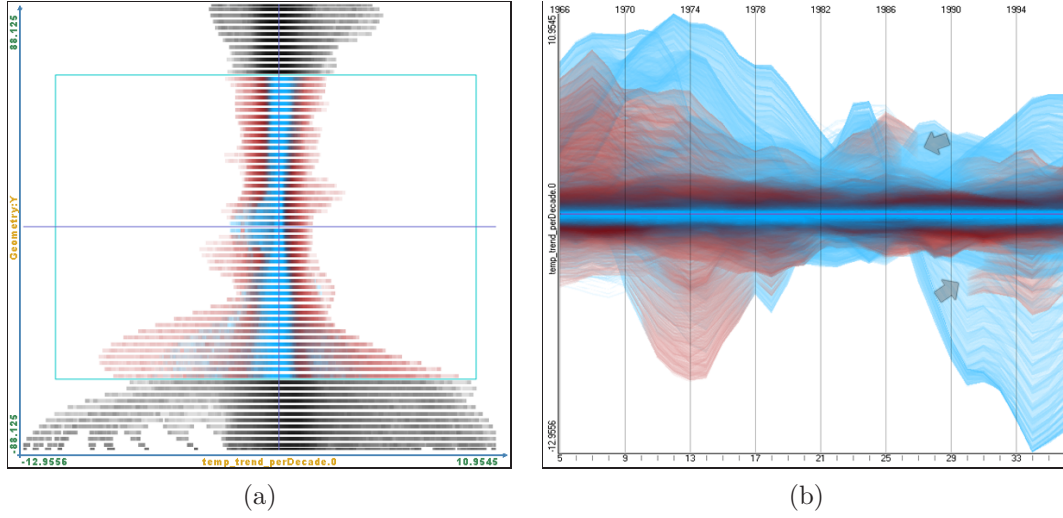 88.125
Geometry:Y
-88.125
-12.9556
temp_trend_perDecade.0
10.9545
(a)
1966 1970 1974 1978 1982 1986 1990 1994
10.9545
temp_trend_perDecade.0
-12.9556
5 9 13 17 21 25 29 33
(b)